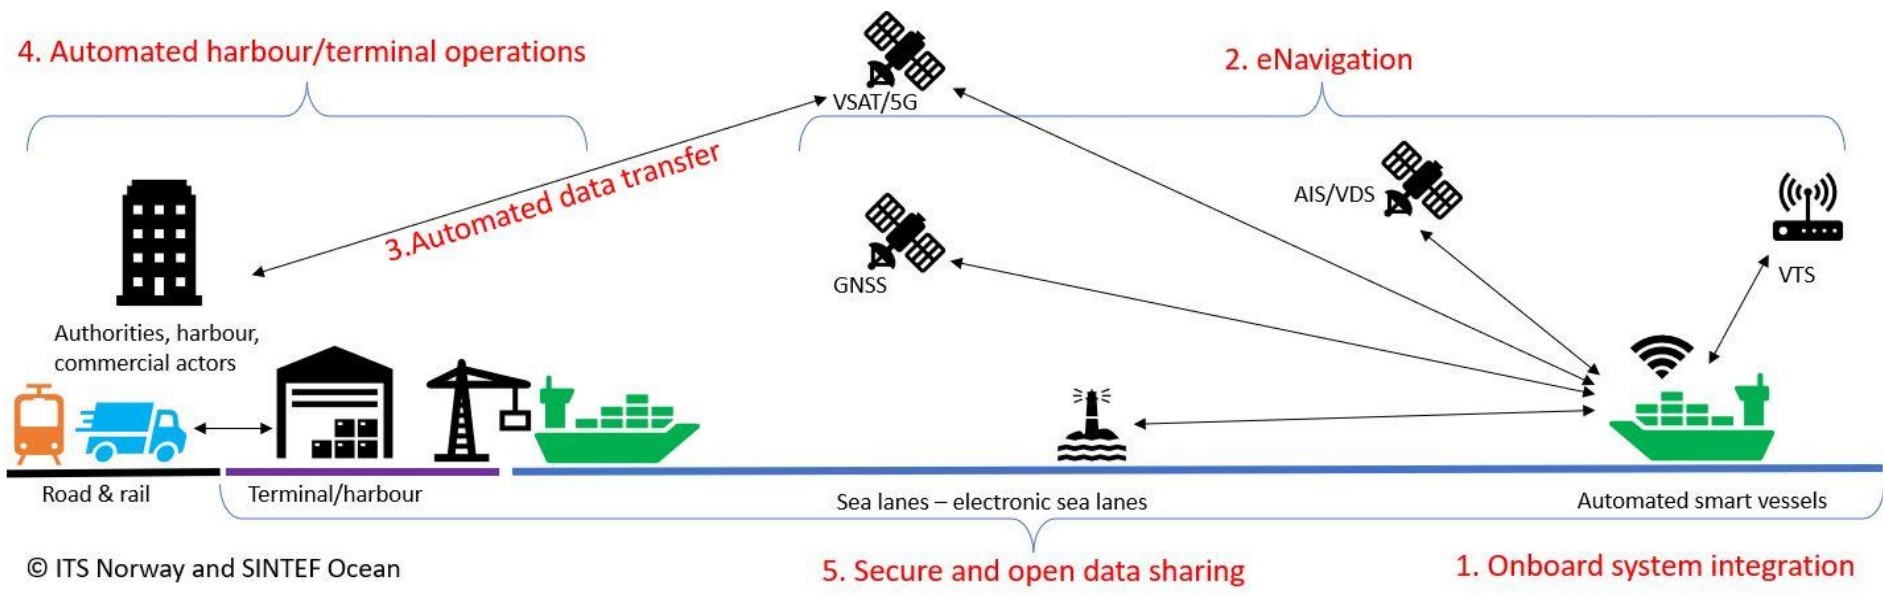 4. Automated harbour/terminal operations
2. eNavigation
VSAT/5G
3.Automated data transfer
AIS/VDS
GNSS
VTS
Authorities, harbour,
commercial actors
Road & rail
Terminal/harbour
Sea lanes – electronic sea lanes
Automated smart vessels
© ITS Norway and SINTEF Ocean
5. Secure and open data sharing
1. Onboard system integration